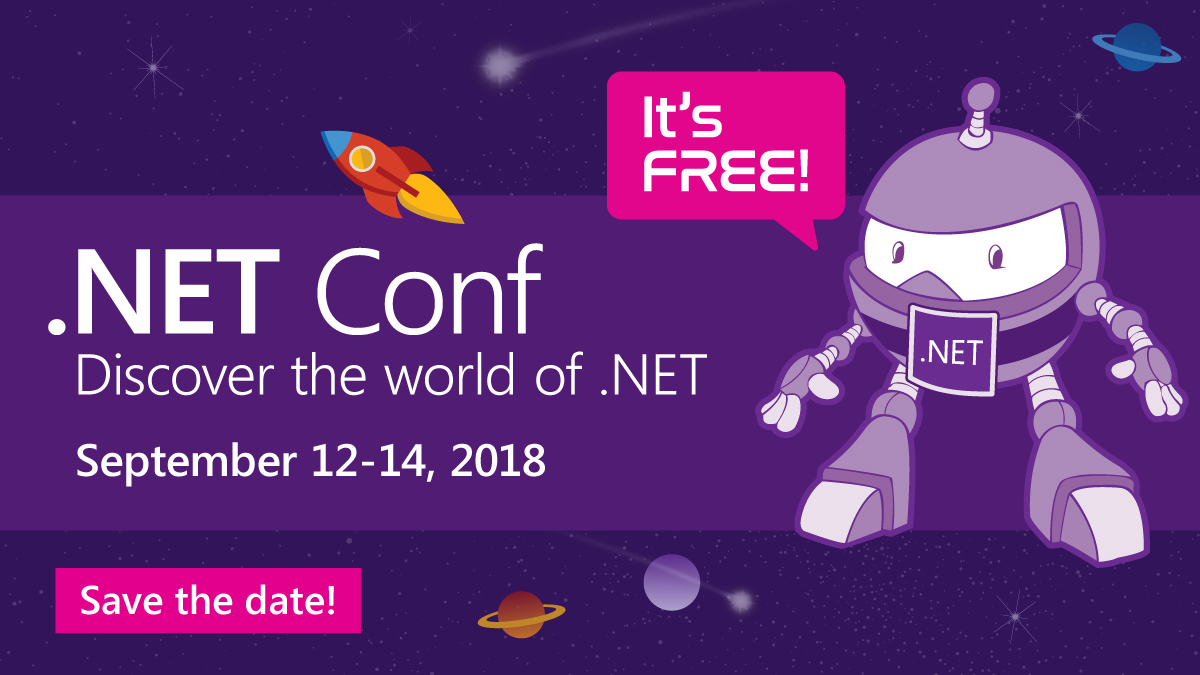 It's
FREE!
.NET Conf
Discover the world of .NET
September 12-14, 2018
.NET
Save the date!